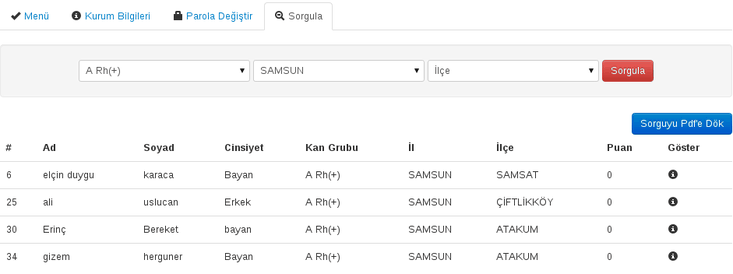 Menü Kurum Bilgileri Parola Değiştir Sorgula
A Rh(+) SAMSUN İlçe Sorgula
Sorguyu Pdf'e Dök
# Ad Soyad Cinsiyet Kan Grubu İl İlçe Puan Göster
6 elçin duygu karaca Bayan A Rh(+) SAMSUN SAMSAT 0
25 ali uslucan Erkek A Rh(+) SAMSUN ÇİFTLİKKÖY 0
30 Erinç Bereket bayan A Rh(+) SAMSUN ATAKUM 0
34 gizem herguner Bayan A Rh(+) SAMSUN ATAKUM 0